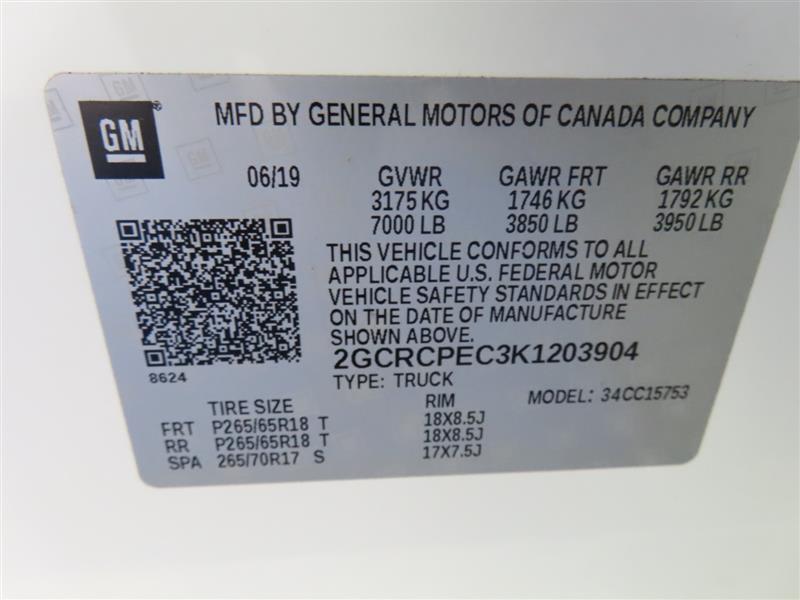 GM ® MFD BY GENERAL MOTORS OF CANADA COMPANY
06/19 GVWR GAWR FRT GAWR RR
3175 KG 1746 KG 1792 KG
7000 LB 3850 LB 3950 LB
THIS VEHICLE CONFORMS TO ALL
APPLICABLE U.S. FEDERAL MOTOR
VEHICLE SAFETY STANDARDS IN EFFECT
ON THE DATE OF MANUFACTURE
SHOWN ABOVE.
2GCRCPEC3K1203904
8624 TYPE: TRUCK MODEL: 34CC15753
TIRE SIZE RIM
FRT P265/65R18 T 18X8.5J
RR P265/65R18 T 18X8.5J
SPA 265/70R17 S 17X7.5J